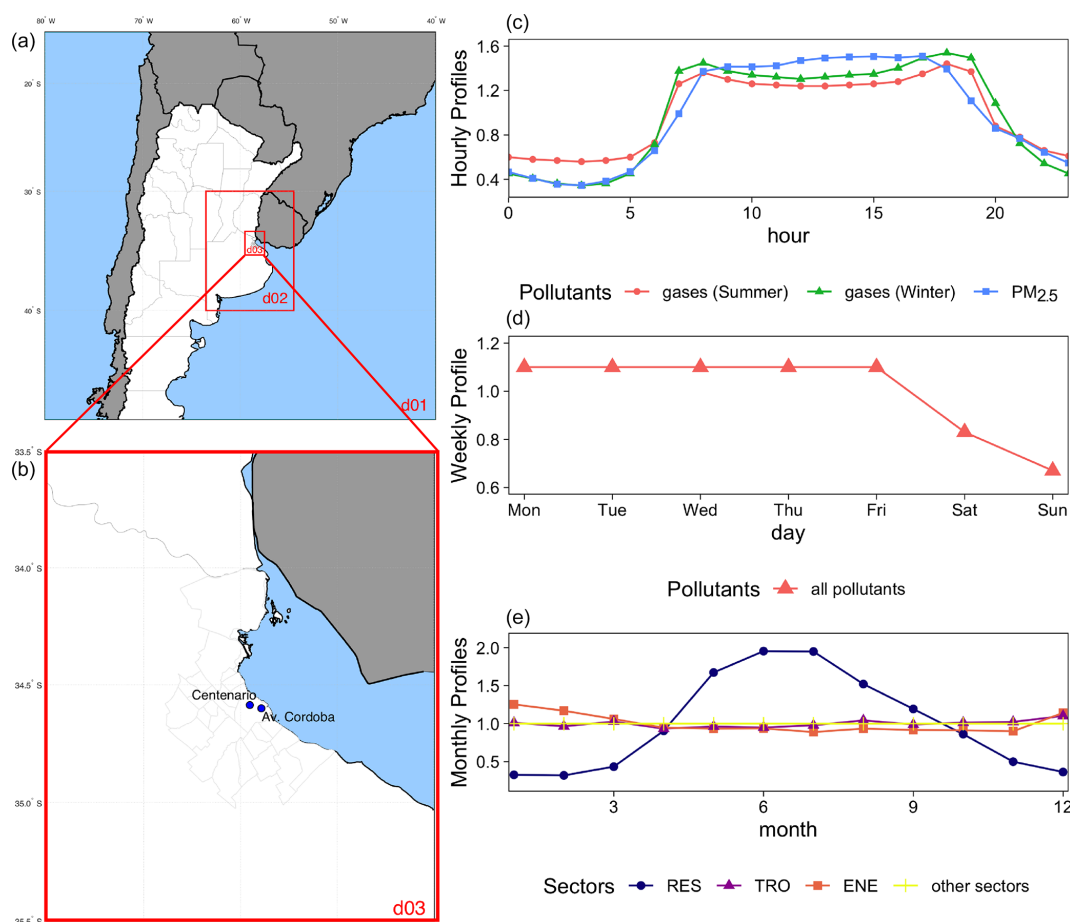 (a)
80° W 70° W 60° W 50° W 40° W
20° S
30° S
40° S
d03
d02
d01
(b)
33.5° S
34.0° S
34.5° S
35.0° S
35.5° S
Centenario
Av. Cordoba
d03
(c)
Hourly Profiles
1.6
1.2
0.8
0.4
0 5 10 15 20
hour
Pollutants gases (Summer) gases (Winter) PM2.5
(d)
Weekly Profile
1.2
1.0
0.8
0.6
Mon Tue Wed Thu Fri Sat Sun
day
Pollutants all pollutants
(e)
Monthly Profiles
2.0
1.5
1.0
0.5
3 6 9 12
month
Sectors RES TRO ENE other sectors